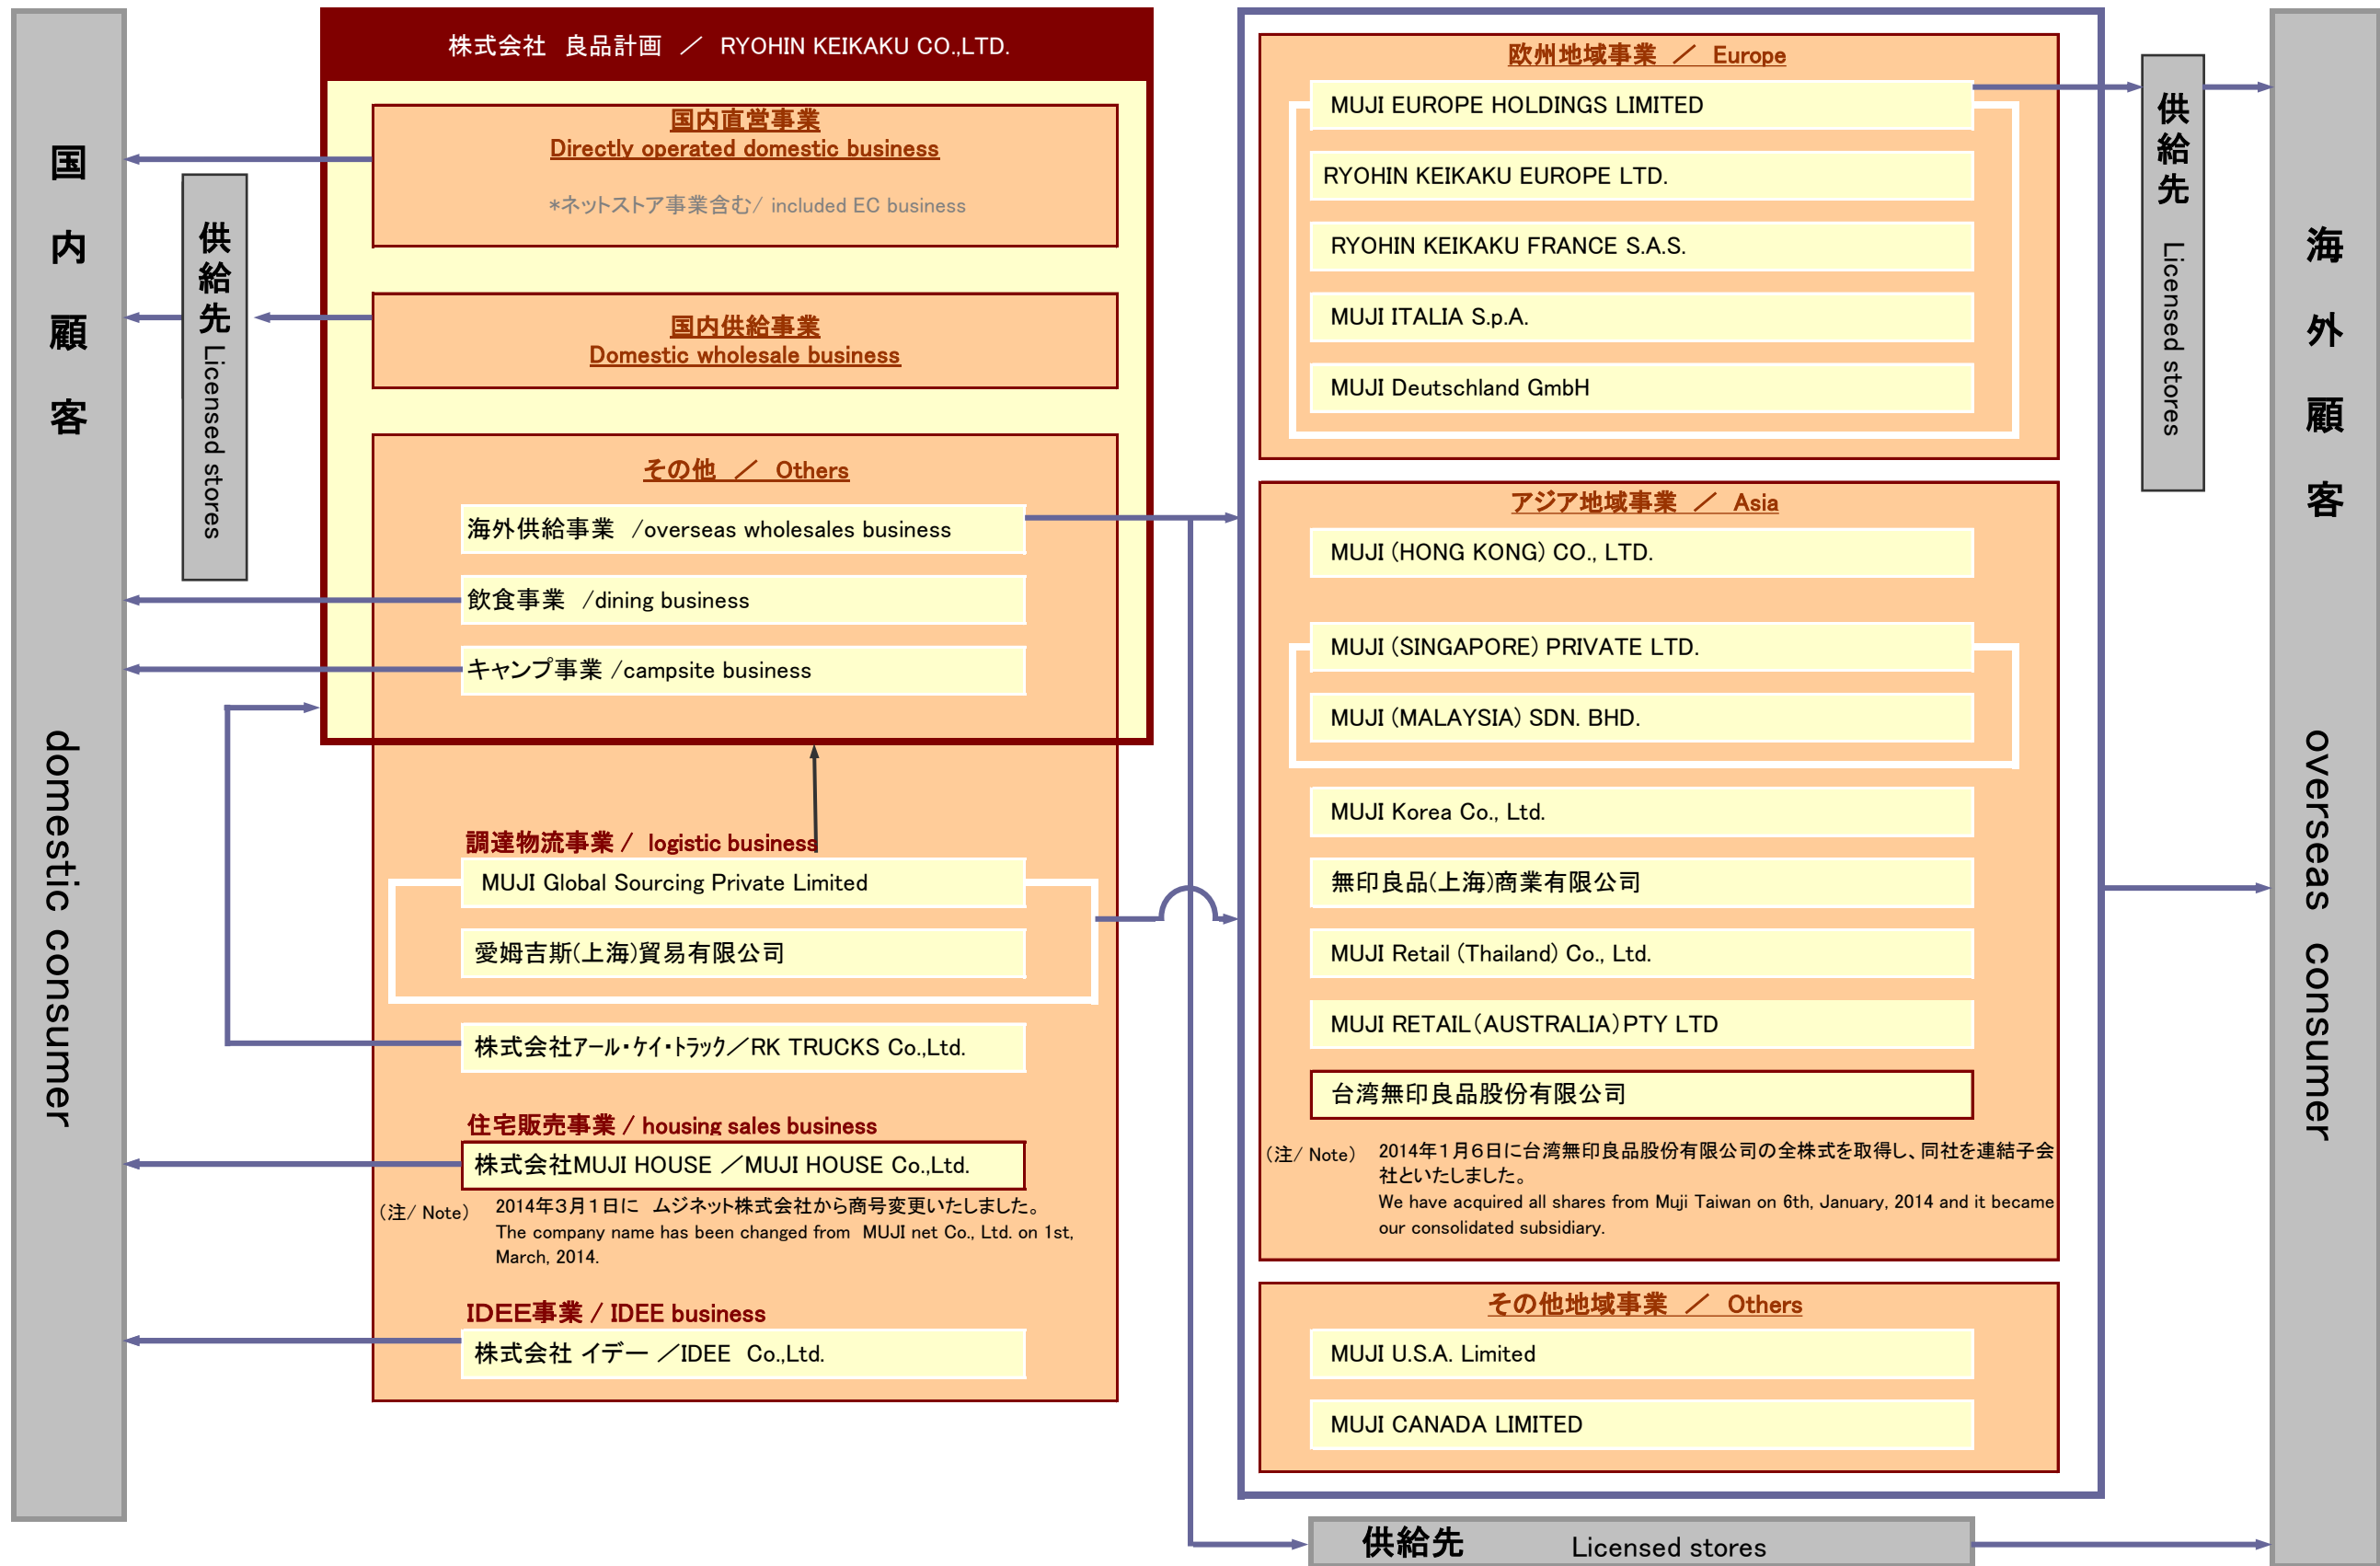 国内顧客
domestic consumer
供給先 Licensed stores
株式会社　良品計画　／　RYOHIN KEIKAKU CO.,LTD.
国内直営事業
Directly operated domestic business
*ネットストア事業含む/ included EC business
国内供給事業
Domestic wholesale business
その他　／　Others
海外供給事業　/overseas wholesales business
飲食事業　/dining business
キャンプ事業 /campsite business
調達物流事業 /　logistic business
MUJI Global Sourcing Private Limited
愛姆吉斯(上海)貿易有限公司
株式会社ｱｰﾙ・ｹｲ・ﾄﾗｯｸ／RK TRUCKS Co.,Ltd.
住宅販売事業 / housing sales business
株式会社MUJI HOUSE ／MUJI HOUSE Co.,Ltd.
（注/ Note）　2014年３月１日に　ムジネット株式会社から商号変更いたしました。
The company name has been changed from　MUJI net Co., Ltd. on 1st,
March, 2014.
IDEE事業 / IDEE business
株式会社 イデー ／IDEE　Co.,Ltd.
欧州地域事業　／　Europe
MUJI EUROPE HOLDINGS LIMITED
RYOHIN KEIKAKU EUROPE LTD.
RYOHIN KEIKAKU FRANCE S.A.S.
MUJI ITALIA S.p.A.
MUJI Deutschland GmbH
アジア地域事業　／　Asia
MUJI (HONG KONG) CO., LTD.
MUJI (SINGAPORE) PRIVATE LTD.
MUJI (MALAYSIA) SDN. BHD.
MUJI Korea Co., Ltd.
無印良品(上海)商業有限公司
MUJI Retail (Thailand) Co., Ltd.
MUJI RETAIL（AUSTRALIA）PTY LTD
台湾無印良品股份有限公司
（注/ Note）　2014年１月６日に台湾無印良品股份有限公司の全株式を取得し、同社を連結子会
社といたしました。
We have acquired all shares from Muji Taiwan on 6th, January, 2014 and it became
our consolidated subsidiary.
その他地域事業　／　Others
MUJI U.S.A. Limited
MUJI CANADA LIMITED
供給先　Licensed stores
供給先　Licensed stores
海外顧客
overseas consumer